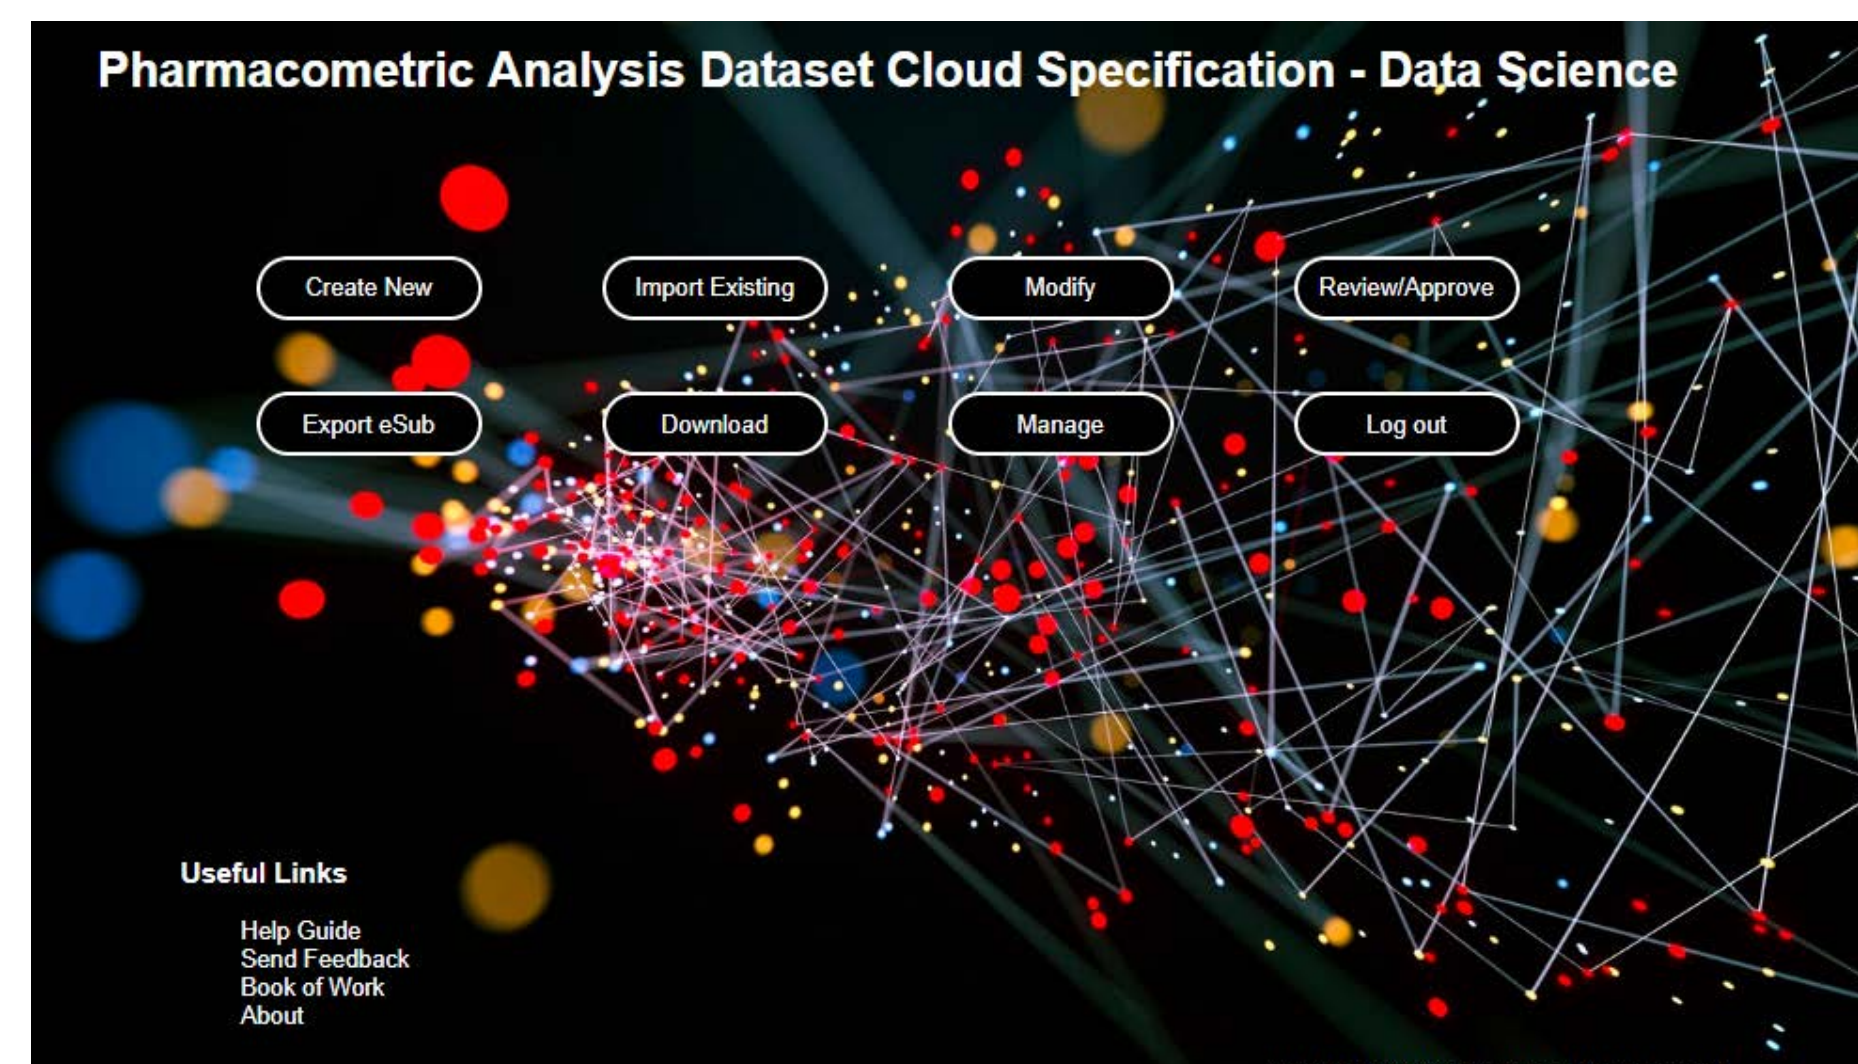 Pharmacometric Analysis Dataset Cloud Specification - Data Science
Create New
Import Existing
Modify
Review/Approve
Export eSub
Download
Manage
Log out
Useful Links
Help Guide
Send Feedback
Book of Work
About